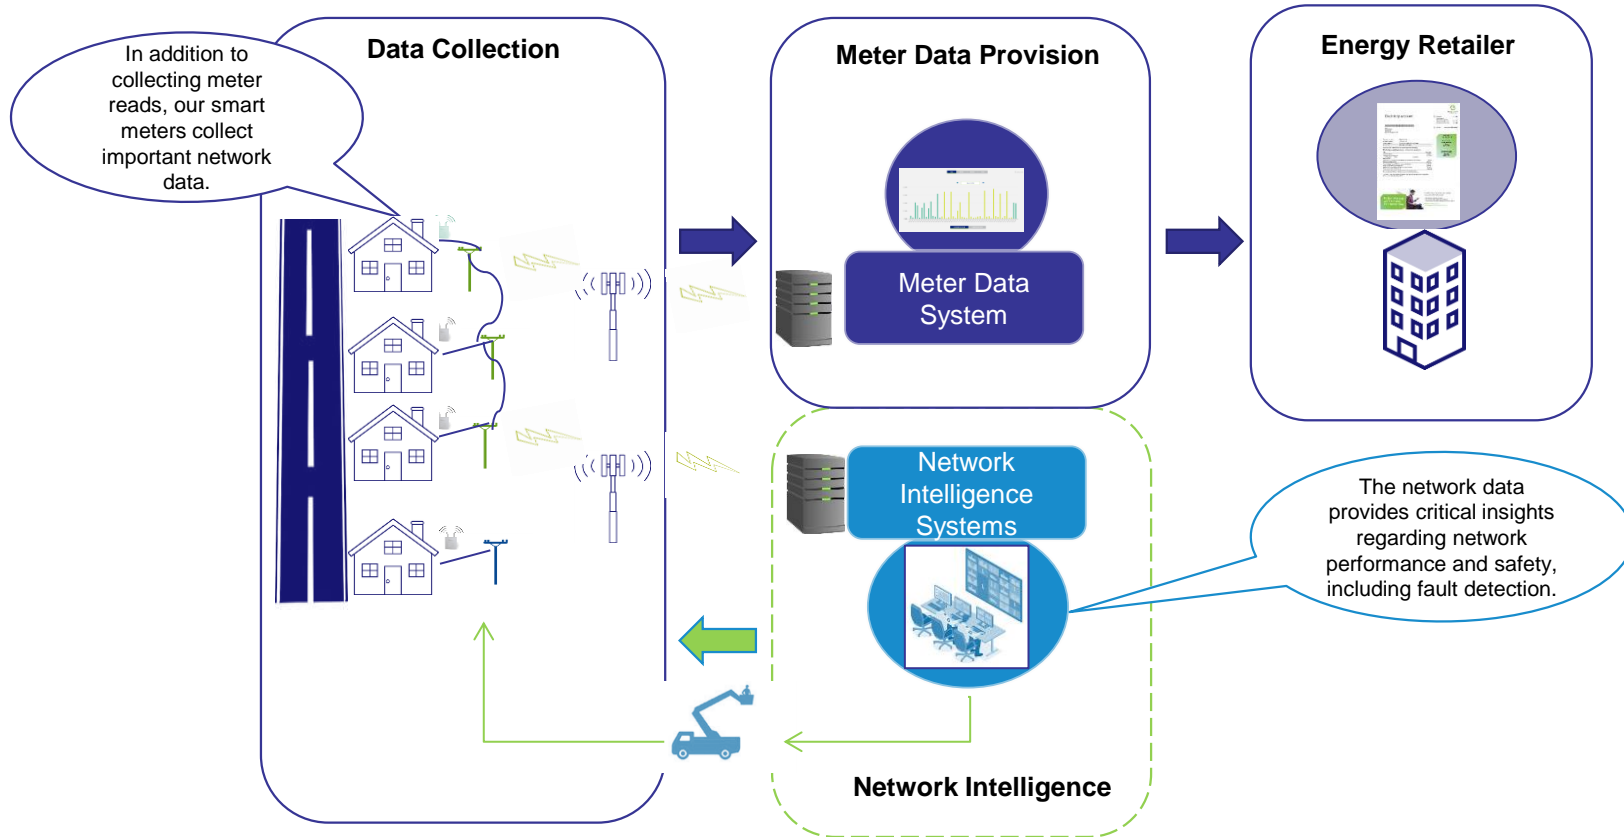 In addition to
collecting meter
reads, our smart
meters collect
important network
data.
Data Collection
Meter Data Provision
Meter Data
System
Energy Retailer
Network
Intelligence
Systems
The network data
provides critical insights
regarding network
performance and safety,
including fault detection.
Network Intelligence